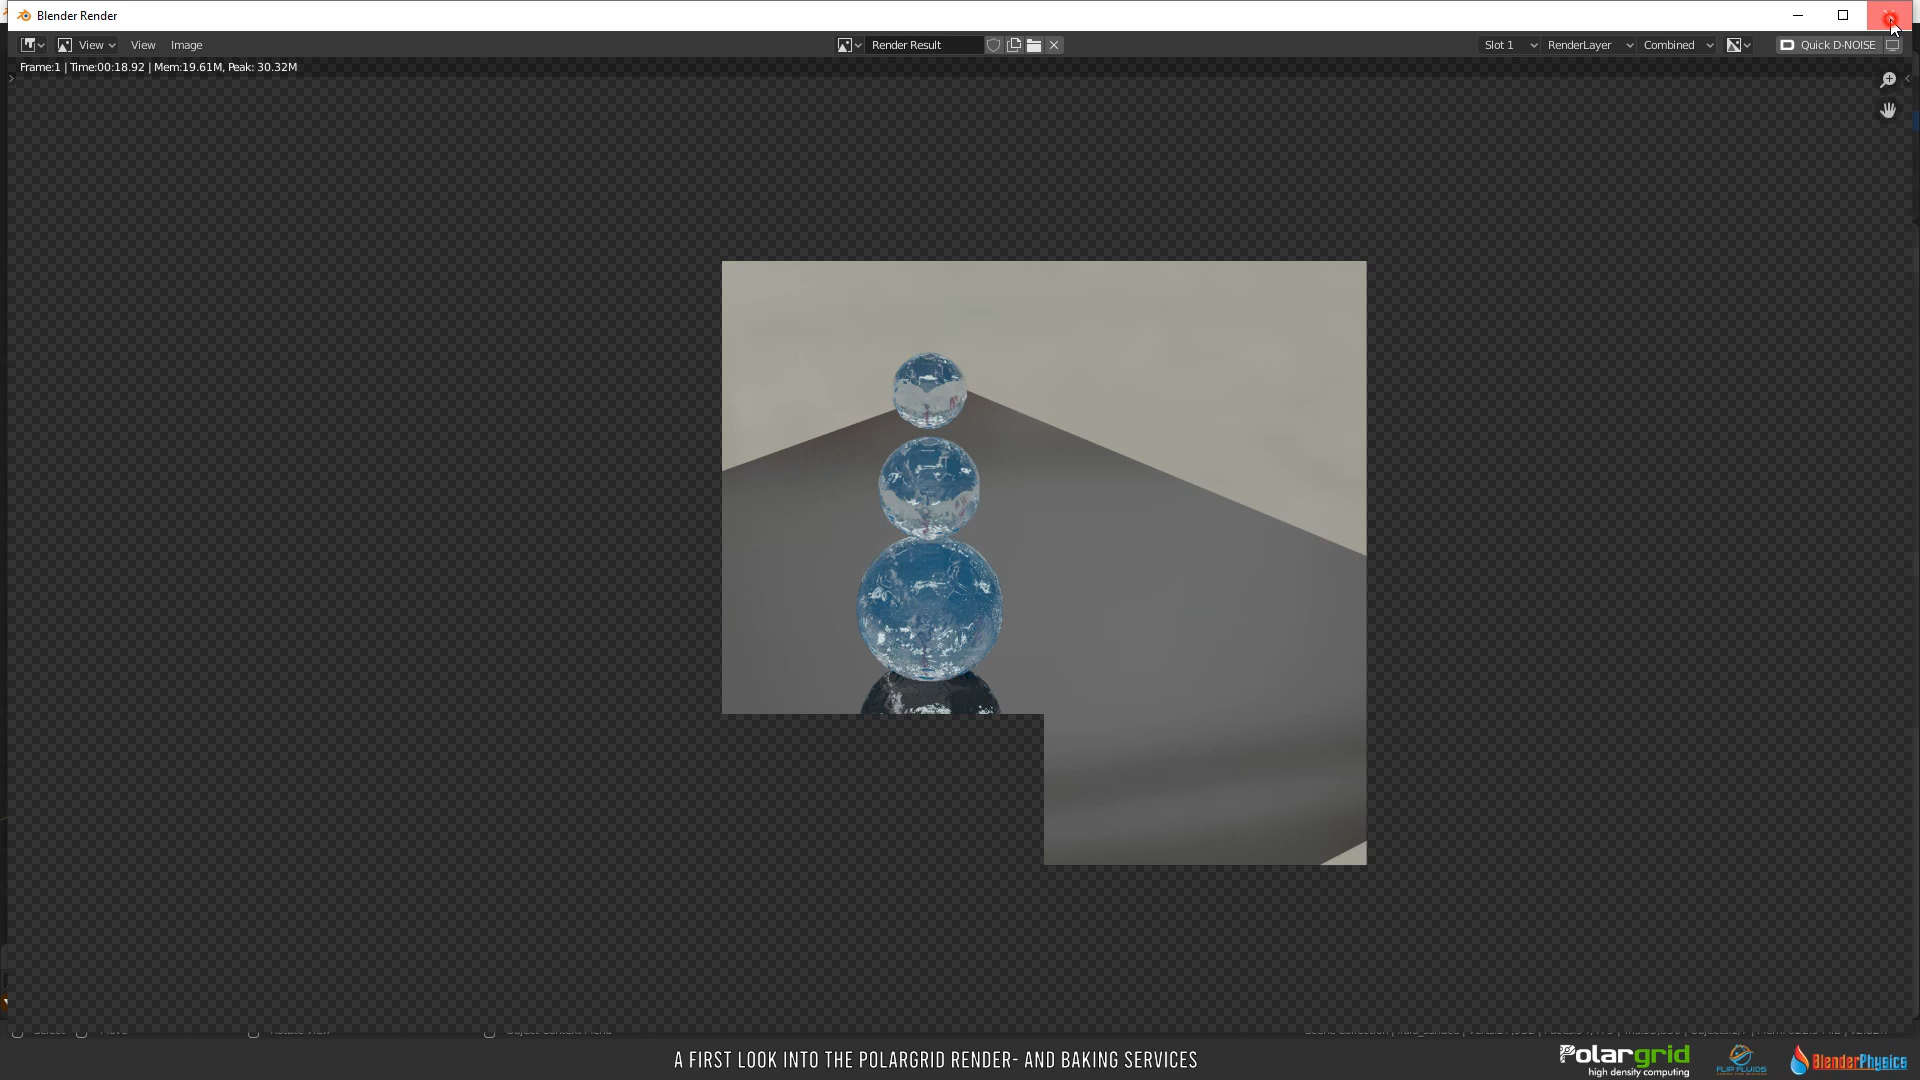 Blender Render
View View Image Render Result Slot 1 RenderLayer Combined Quick D-NOISE
Frame:1 | Time:00:18.92 | Mem:19.61M, Peak: 30.32M
A FIRST LOOK INTO THE POLARGRID RENDER- AND BAKING SERVICES
Polargrid
high density computing
FLIP FLUIDS
BlenderPhysics